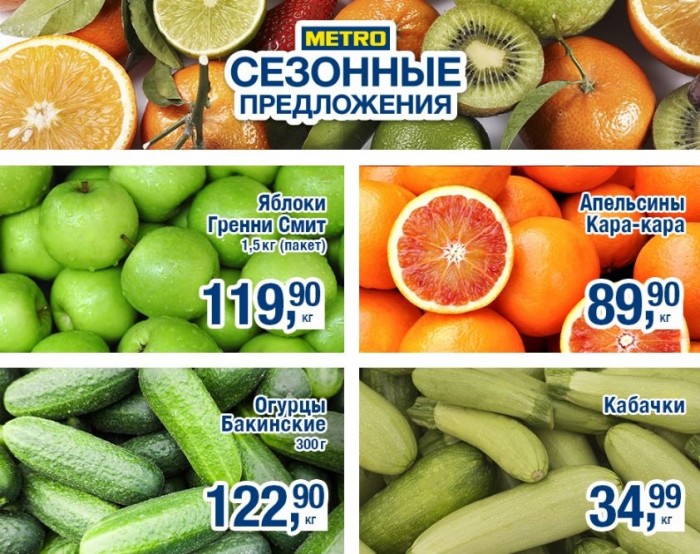 METRO
СЕЗОННЫЕ
ПРЕДЛОЖЕНИЯ
Яблоки
Гренни Смит
1,5 кг (пакет)
119,90
кг
Апельсины
Кара-кара
89,90
кг
Огурцы
Бакинские
300 г
122,90
кг
Кабачки
34,99
кг